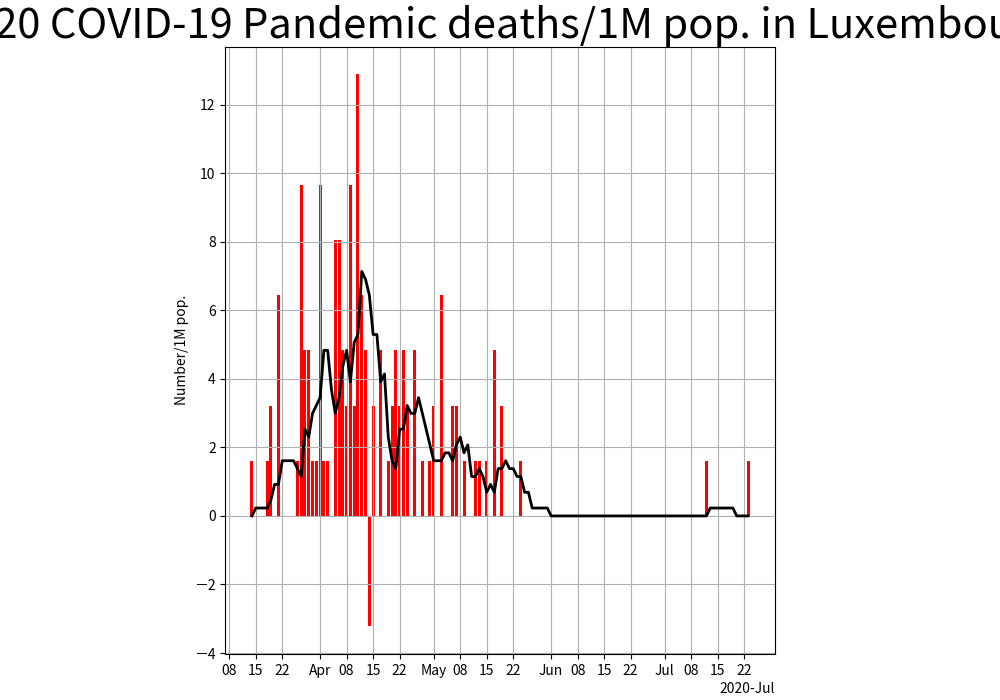 20 COVID-19 Pandemic deaths/1M pop. in Luxembou
Number/1M pop.
12
10
8
6
4
2
0
−2
−4
08 15 22 Apr 08 15 22 May 08 15 22 Jun 08 15 22 Jul 08 15 22
2020-Jul